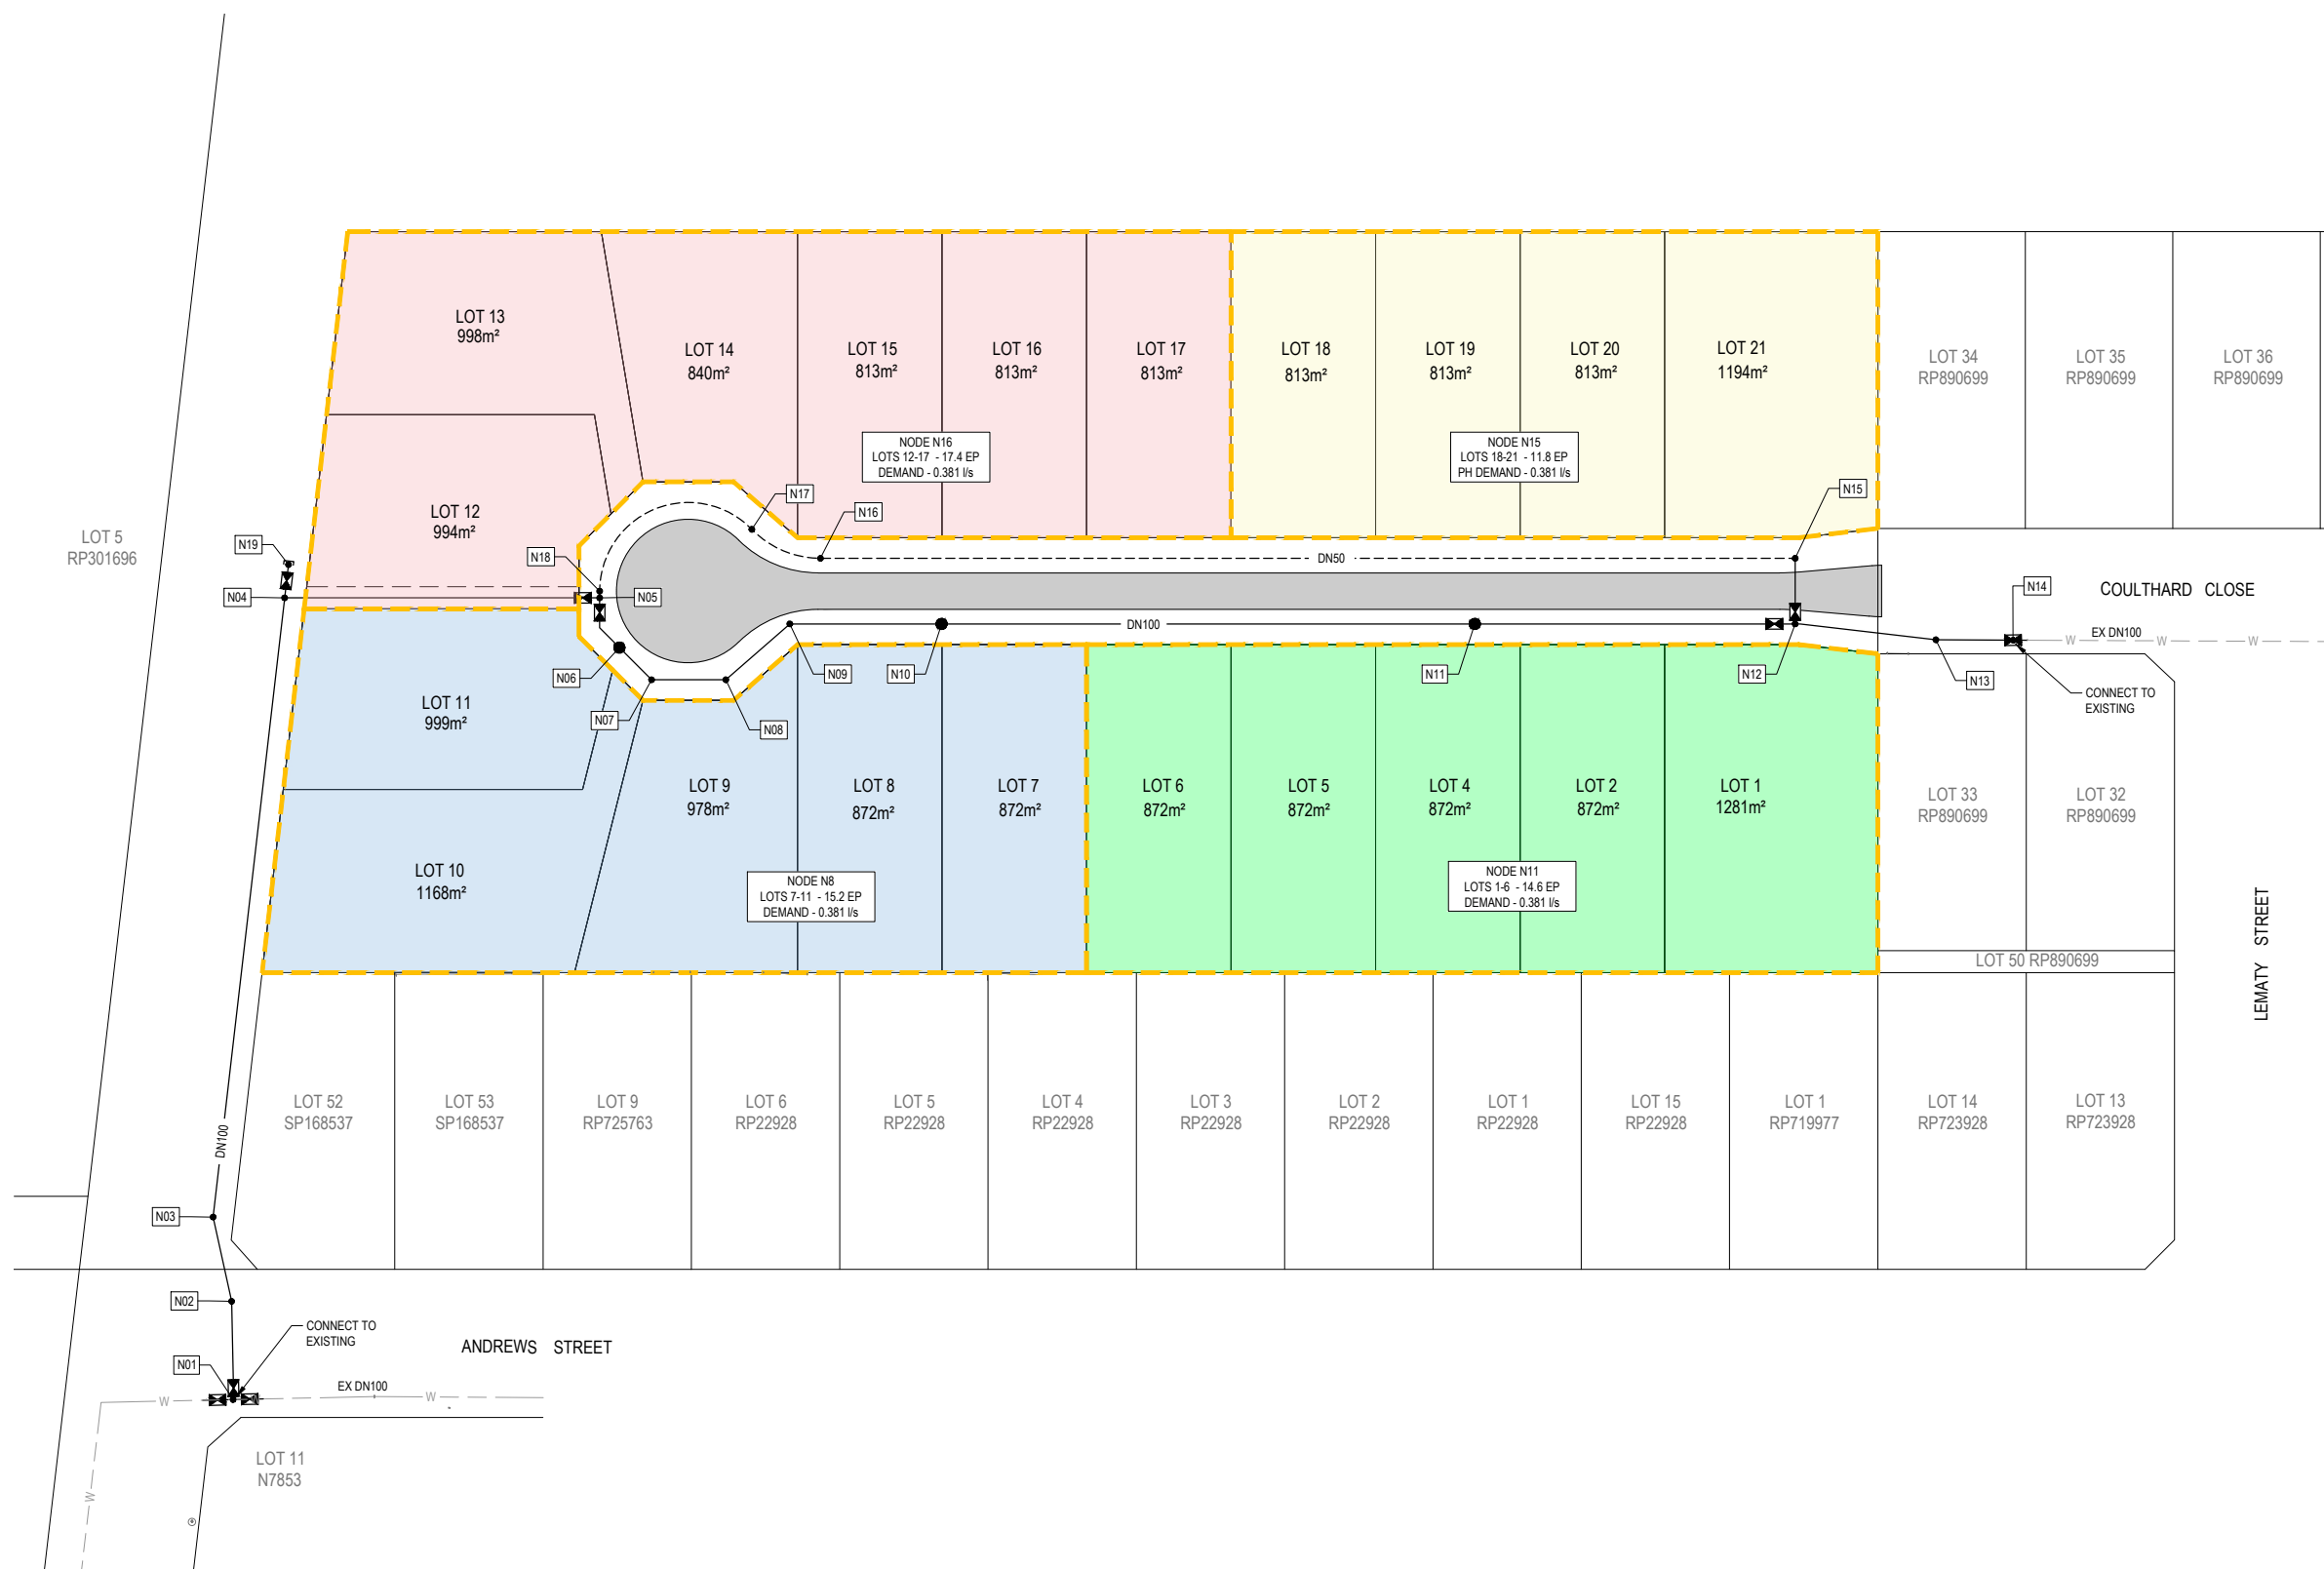 LOT 13
998m²
LOT 14
840m²
LOT 15
813m²
LOT 16
813m²
LOT 17
813m²
LOT 18
813m²
LOT 19
813m²
LOT 20
813m²
LOT 21
1194m²
LOT 34
RP890699
LOT 35
RP890699
LOT 36
RP890699
NODE N16
LOTS 12-17 - 17.4 EP
DEMAND - 0.381 l/s
NODE N15
LOTS 18-21 - 11.8 EP
PH DEMAND - 0.381 l/s
N17
N16
N15
LOT 12
994m²
LOT 5
RP301696
N19
N18
DN50
N04
N05
N14
COULTHARD CLOSE
DN100
EX DN100
W
W
W
N06
N09
N10
N11
N12
N13
CONNECT TO
EXISTING
LOT 11
999m²
N07
N08
LOT 9
978m²
LOT 8
872m²
LOT 7
872m²
LOT 6
872m²
LOT 5
872m²
LOT 4
872m²
LOT 2
872m²
LOT 1
1281m²
LOT 33
RP890699
LOT 32
RP890699
LOT 10
1168m²
NODE N8
LOTS 7-11 - 15.2 EP
DEMAND - 0.381 l/s
NODE N11
LOTS 1-6 - 14.6 EP
DEMAND - 0.381 l/s
LEMATY STREET
LOT 50 RP890699
LOT 52
SP168537
LOT 53
SP168537
LOT 9
RP725763
LOT 6
RP22928
LOT 5
RP22928
LOT 4
RP22928
LOT 3
RP22928
LOT 2
RP22928
LOT 1
RP22928
LOT 15
RP22928
LOT 1
RP719977
LOT 14
RP723928
LOT 13
RP723928
DN100
N03
N02
CONNECT TO
EXISTING
ANDREWS STREET
N01
EX DN100
W
W
LOT 11
N7853
W